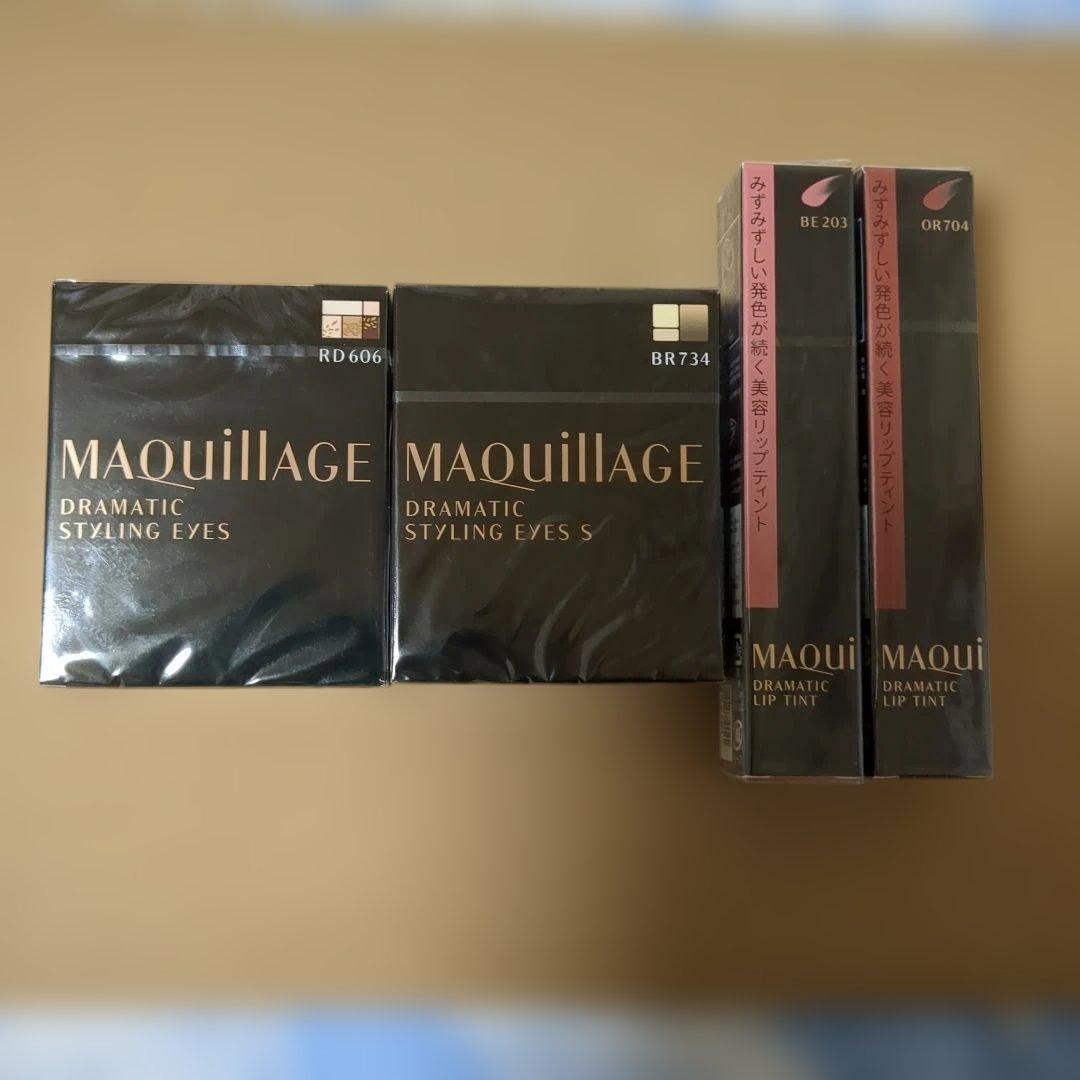 RD606
MAQuillAGE
DRAMATIC
STYLING EYES
BR734
MAQuillAGE
DRAMATIC
STYLING EYES S
みずみずしい発色が続く美容リップティント
BE203
MAQui
DRAMATIC
LIP TINT
みずみずしい発色が続く美容リップティント
OR704
MAQui
DRAMATIC
LIP TINT